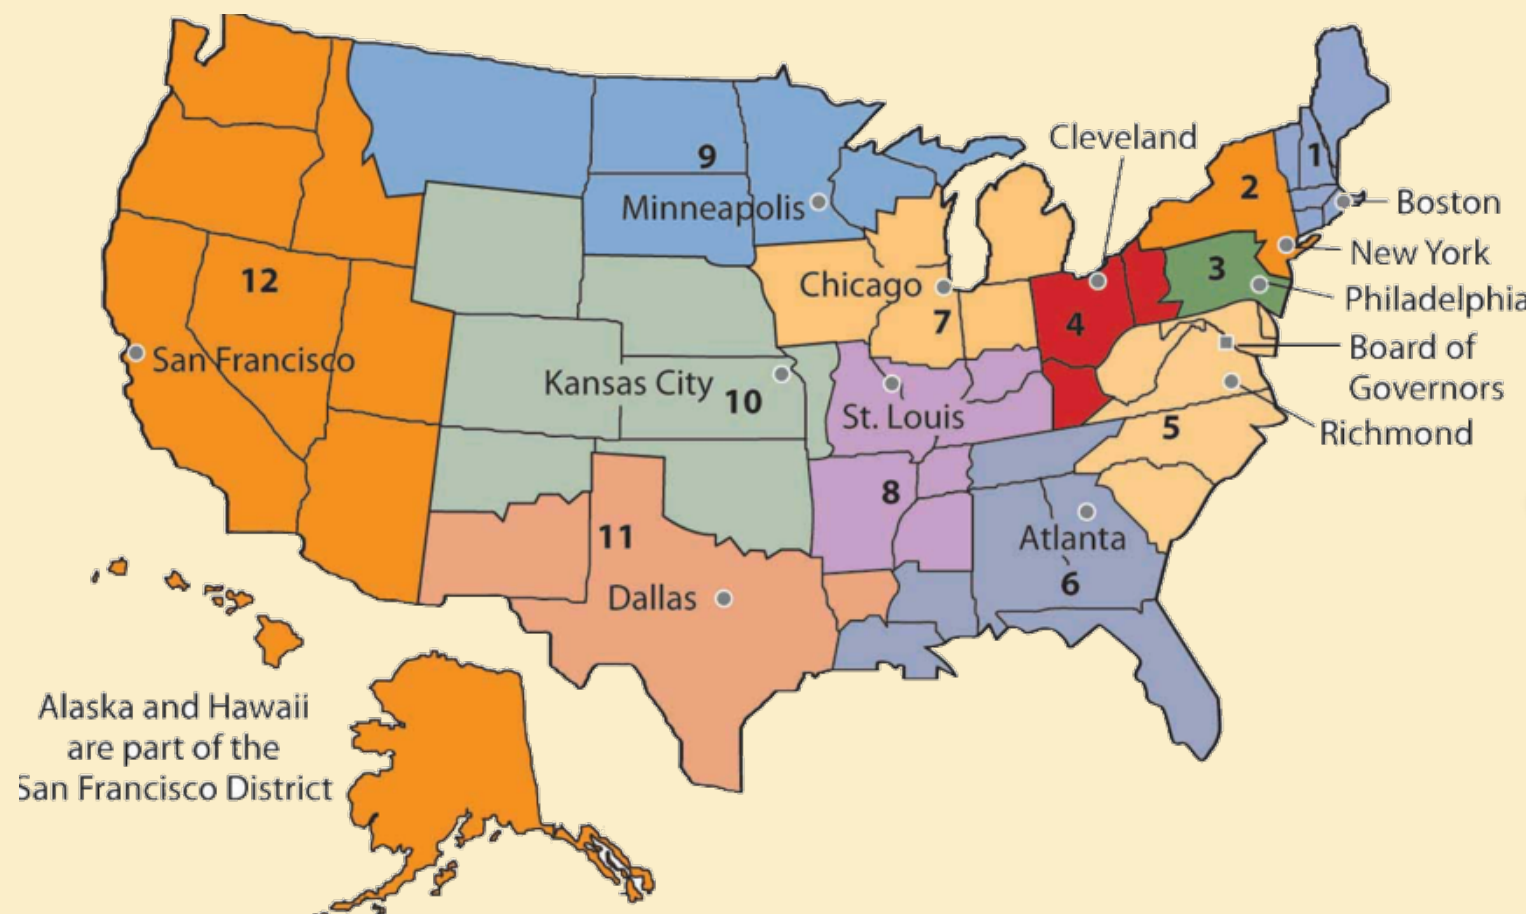 Cleveland
1
9
2
Boston
Minneapolis
New York
3
12
Chicago
Philadelphia
7
4
Board of
Governors
San Francisco
Kansas City
10
St. Louis
5
Richmond
8
11
Atlanta
6
Dallas
Alaska and Hawaii
are part of the
San Francisco District